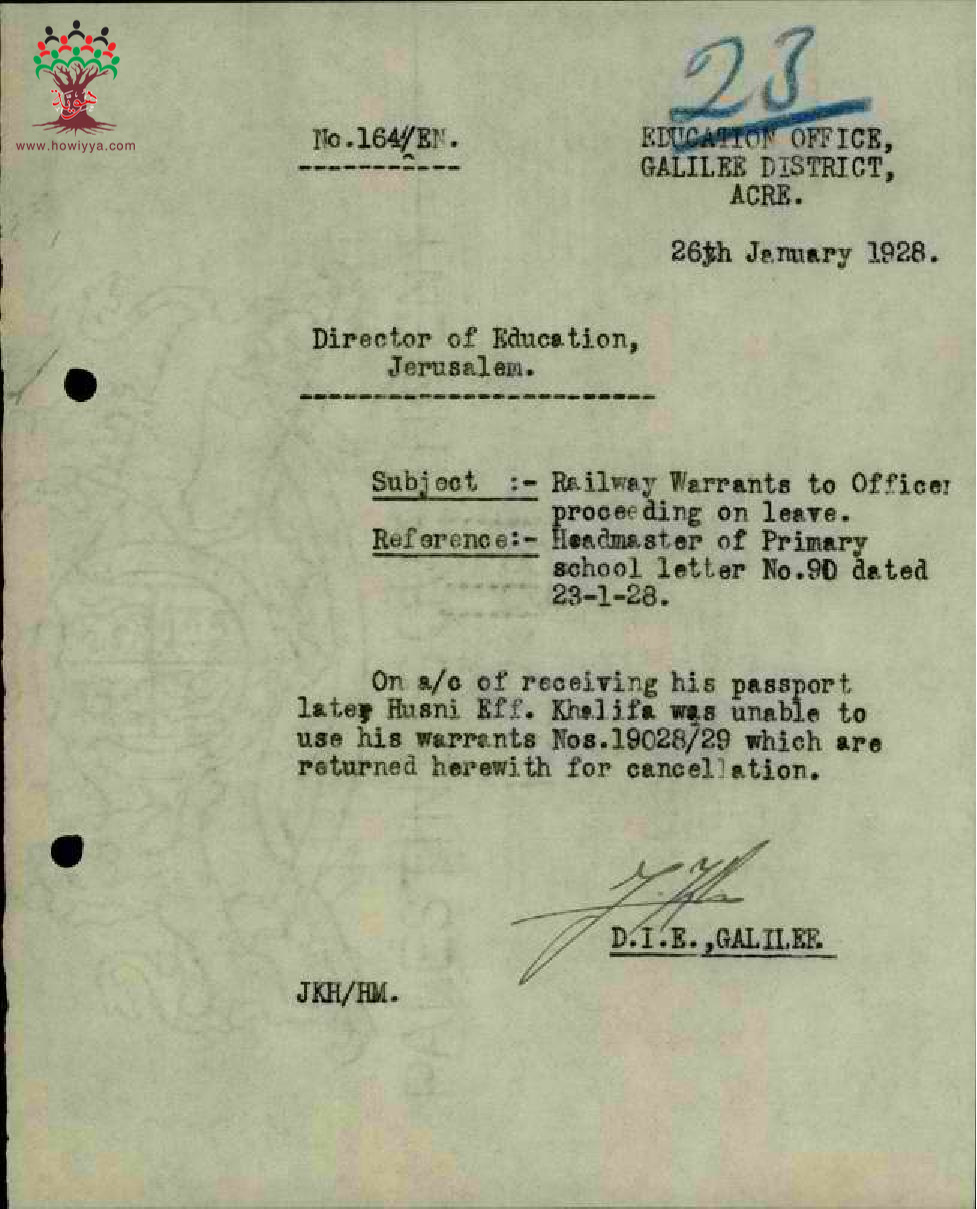 23
www.howiyya.com
No.164/EN.
EDUCATION OFFICE,
GALILEE DISTRICT,
ACRE.
26th January 1928.
Director of Education,
Jerusalem.
Subject :- Railway Warrants to Officer
proceeding on leave.
Reference:- Headmaster of Primary
school letter No.90 dated
23-1-28.
On a/c of receiving his passport
later Husni Eff. Khalifa was unable to
use his warrants Nos.19028/29 which are
returned herewith for cancellation.
D.I.E.,GALILEE.
JKH/HM.